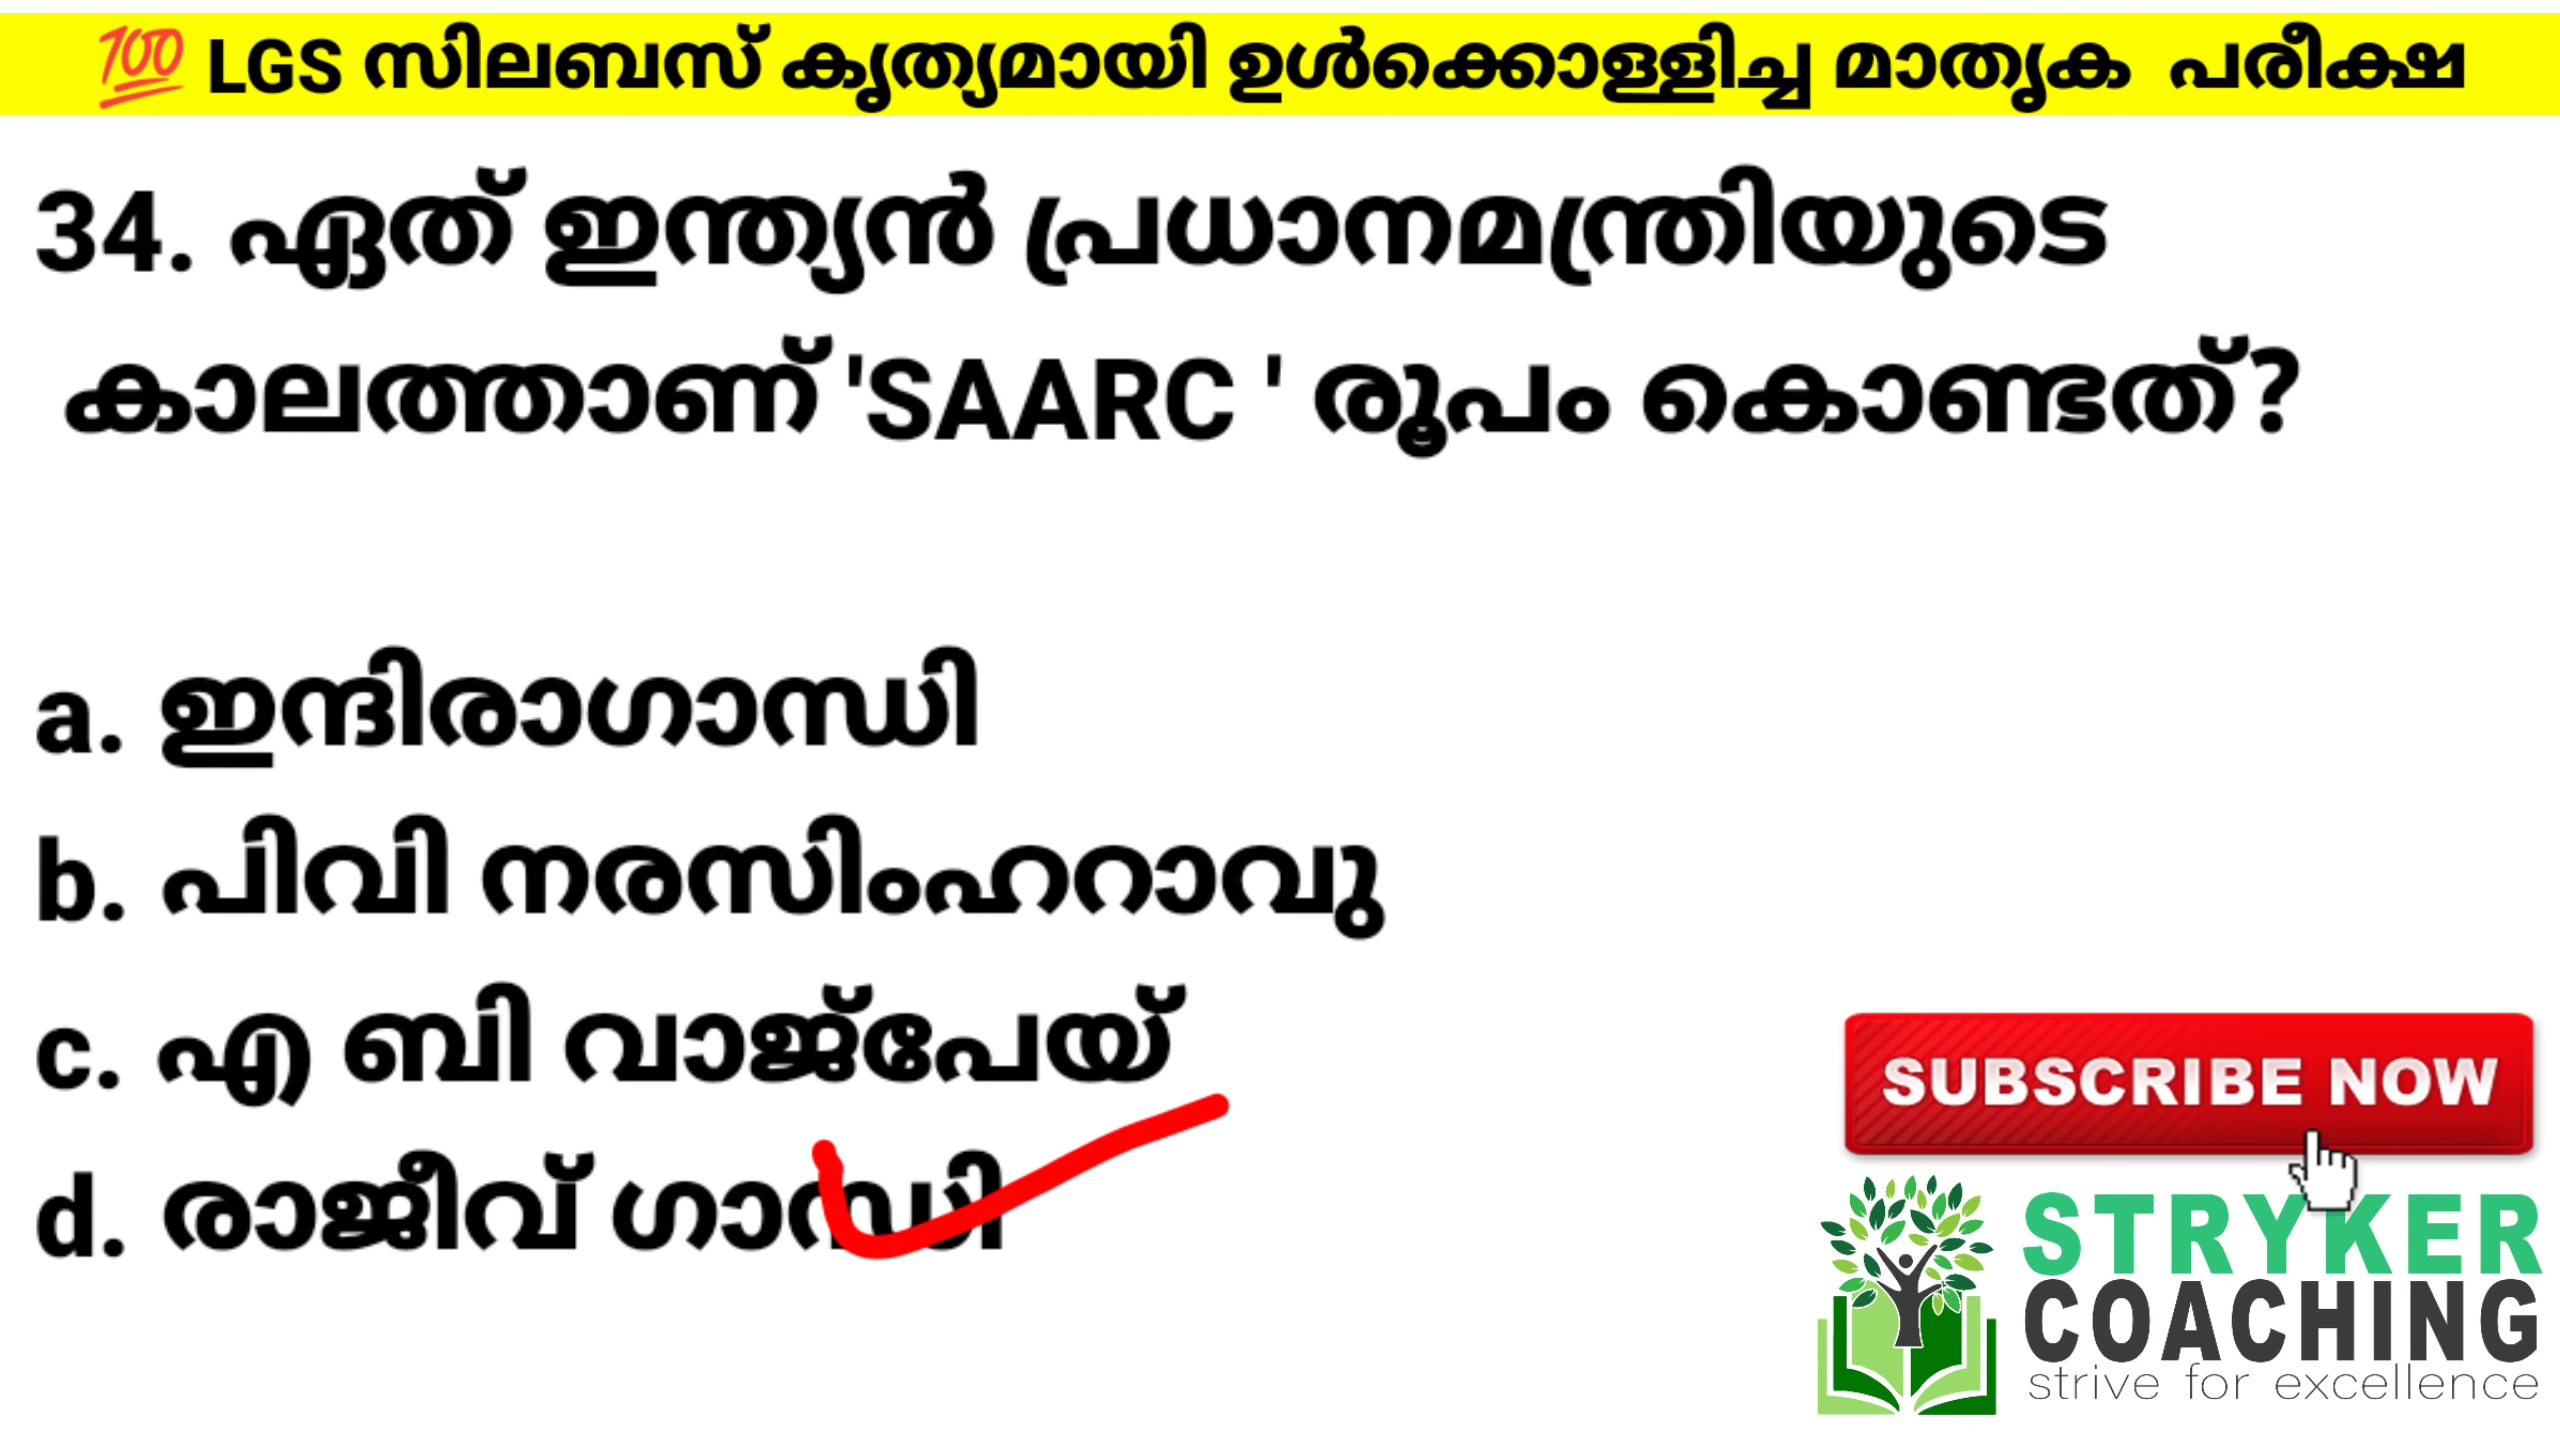 💯 LGS സിലബസ് കൃത്യമായി ഉൾക്കൊള്ളിച്ച മാതൃക പരീക്ഷ
34. ഏത് ഇന്ത്യൻ പ്രധാനമന്ത്രിയുടെ
കാലത്താണ് 'SAARC ' രൂപം കൊണ്ടത്?
a. ഇന്ദിരാഗാന്ധി
b. പിവി നരസിംഹറാവു
c. എ ബി വാജ്പേയ്
d. രാജീവ് ഗാന്ധി
SUBSCRIBE NOW
STRYKER
COACHING
strive for excellence